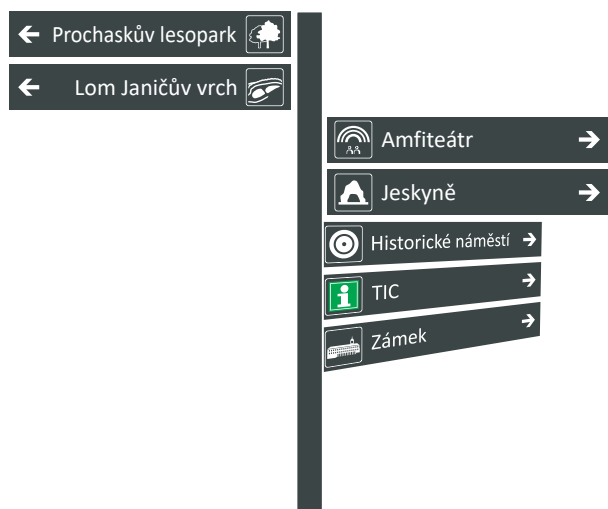 Prochaskův lesopark
Lom Janičův vrch
Amfiteátr
Jeskyně
Historické náměstí
TIC
Zámek